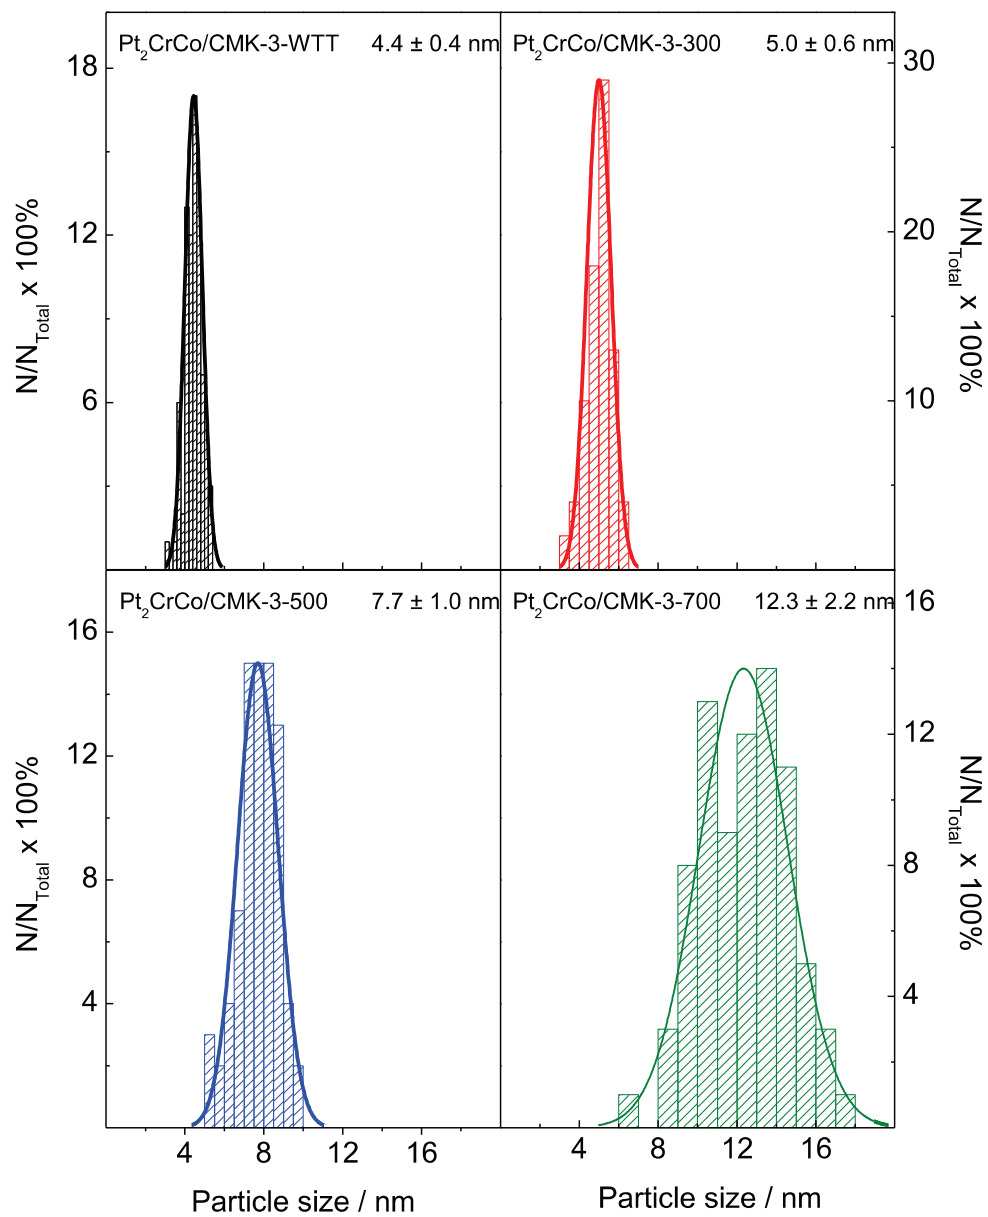 Pt2CrCo/CMK-3-WTT 4.4 ± 0.4 nm
Pt2CrCo/CMK-3-300 5.0 ± 0.6 nm
18
12
6
N/NTotal x 100%
30
20
10
N/NTotal x 100%
Pt2CrCo/CMK-3-500 7.7 ± 1.0 nm
Pt2CrCo/CMK-3-700 12.3 ± 2.2 nm
16
12
8
4
N/NTotal x 100%
16
12
8
4
N/NTotal x 100%
4 8 12 16
4 8 12 16
Particle size / nm
Particle size / nm